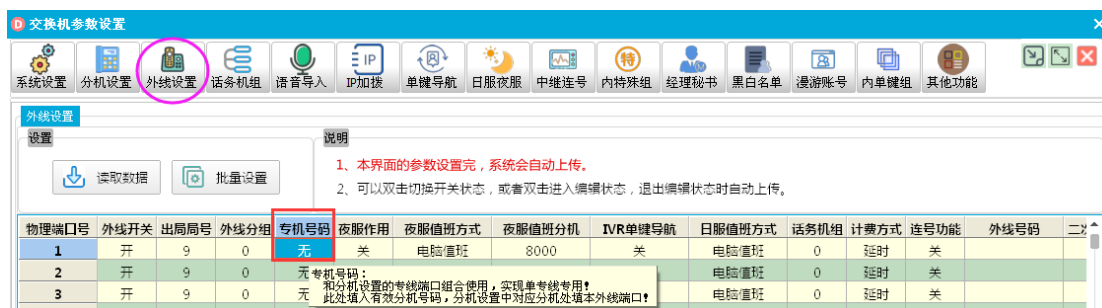 交换机参数设置
系统设置 分机设置 外线设置 话务机组 语音导入 IP加拨 单键导航 日服夜服 中继连号 内特殊组 经理秘书 黑白名单 漫游账号 内单键组 其他功能
外线设置
设置
说明
1、本界面的参数设置完，系统会自动上传。
读取数据 批量设置
2、可以双击切换开关状态，或者双击进入编辑状态，退出编辑状态时自动上传。
物理端口号 外线开关 出局局号 外线分组 专机号码 夜服作用 夜服值班方式 夜服值班分机 IVR单键导航 日服值班方式 话务机组 计费方式 连号功能 外线号码 二次
1 开 9 0 无 关 电脑值班 8000 关 电脑值班 0 延时 关
2 开 9 0 无 电脑值班 0 延时 关
专机号码：
和分机设置的专线端口组合使用，实现单专线专用！
此处填入有效分机号码，分机设置中对应分机处填本外线端口！
3 开 9 0 无 电脑值班 0 延时 关